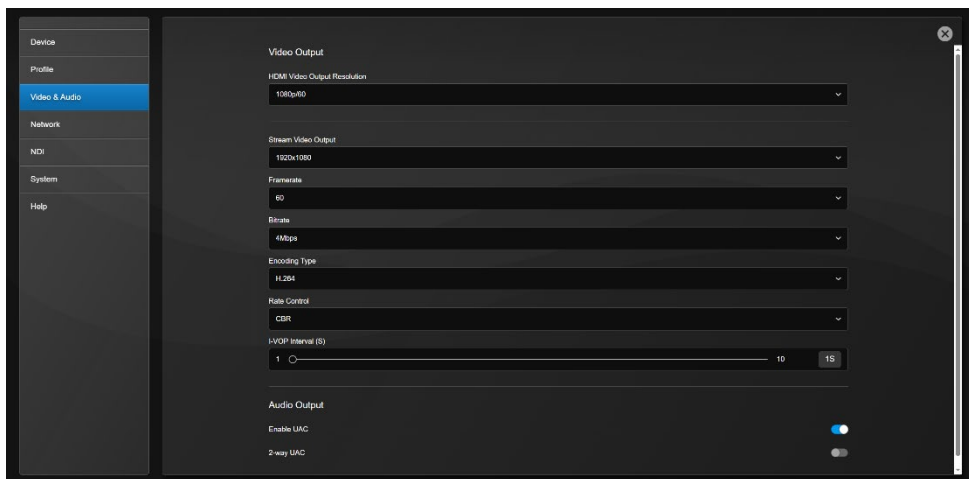 Device
Profile
Video & Audio
Network
NDI
System
Help
Video Output
HDMI Video Output Resolution
1080p/60
Stream Video Output
1920x1080
Framerate
60
Bitrate
4Mbps
Encoding Type
H.264
Rate Control
CBR
I-VOP Interval (S)
1 10 1S
Audio Output
Enable UAC
2-way UAC